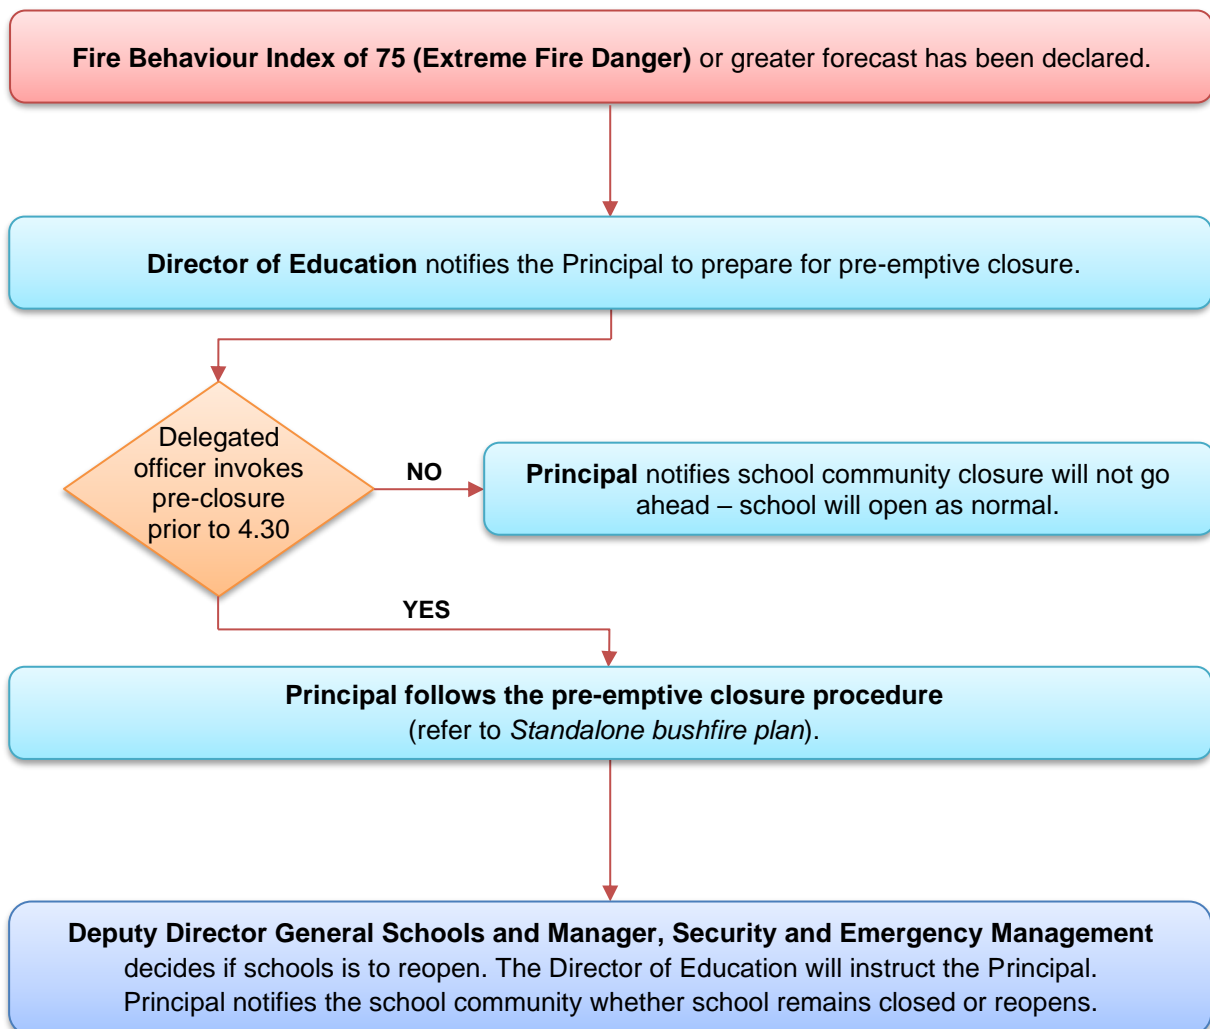 Fire Behaviour Index of 75 (Extreme Fire Danger) or greater forecast has been declared.
Director of Education notifies the Principal to prepare for pre-emptive closure.
Delegated
officer invokes
pre-closure
prior to 4.30
NO
Principal notifies school community closure will not go
ahead – school will open as normal.
YES
Principal follows the pre-emptive closure procedure
(refer to Standalone bushfire plan).
Deputy Director General Schools and Manager, Security and Emergency Management
decides if schools is to reopen. The Director of Education will instruct the Principal.
Principal notifies the school community whether school remains closed or reopens.